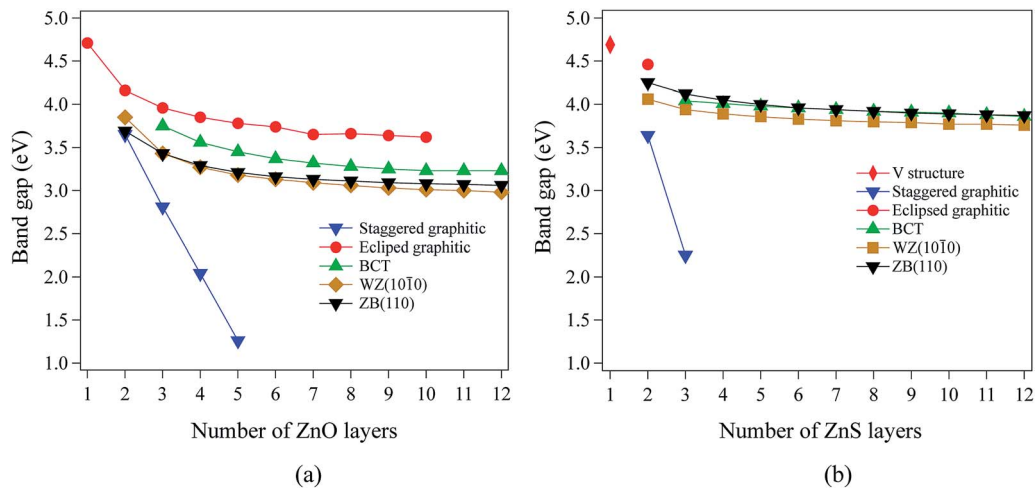 5.0
4.5
4.0
3.5
3.0
2.5
2.0
1.5
1.0
Band gap (eV)
Staggered graphitic
Ecliped graphitic
BCT
WZ(101̄0)
ZB(110)
1 2 3 4 5 6 7 8 9 10 11 12
Number of ZnO layers
(a)
5.0
4.5
4.0
3.5
3.0
2.5
2.0
1.5
1.0
Band gap (eV)
V structure
Staggered graphitic
Eclipsed graphitic
BCT
WZ(101̄0)
ZB(110)
1 2 3 4 5 6 7 8 9 10 11 12
Number of ZnS layers
(b)